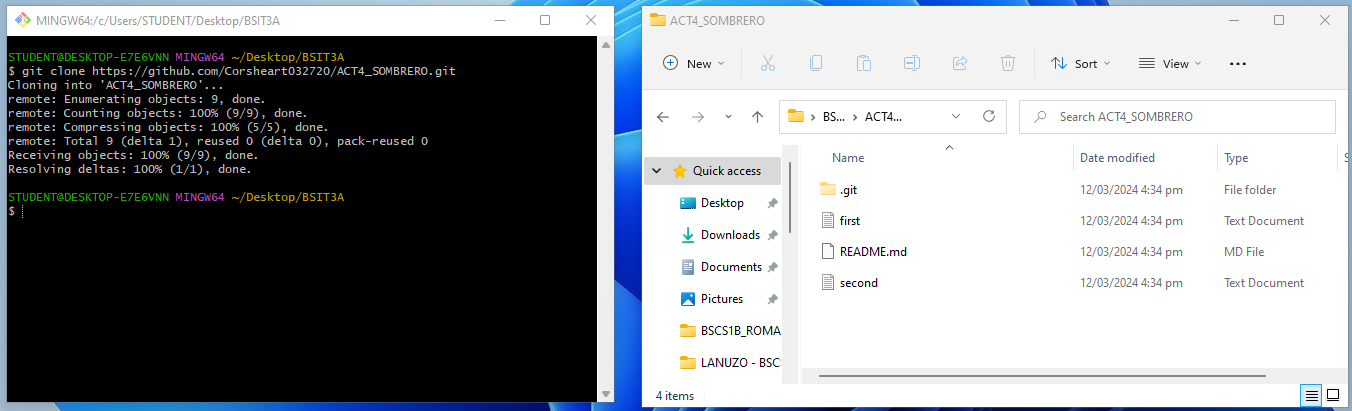 MINGW64:/c/Users/STUDENT/Desktop/BSIT3A
STUDENT@DESKTOP-E7E6VNN MINGW64 ~/Desktop/BSIT3A
$ git clone https://github.com/Corsheart032720/ACT4_SOMBRERO.git
Cloning into 'ACT4_SOMBRERO'...
remote: Enumerating objects: 9, done.
remote: Counting objects: 100% (9/9), done.
remote: Compressing objects: 100% (5/5), done.
remote: Total 9 (delta 1), reused 0 (delta 0), pack-reused 0
Receiving objects: 100% (9/9), done.
Resolving deltas: 100% (1/1), done.
STUDENT@DESKTOP-E7E6VNN MINGW64 ~/Desktop/BSIT3A
$
ACT4_SOMBRERO
New
Sort
View
BS... ACT4...
Search ACT4_SOMBRERO
Quick access
Desktop
Downloads
Documents
Pictures
BSCS1B_ROMA
LANUZO - BSCS
Name Date modified Type S
.git 12/03/2024 4:34 pm File folder
first 12/03/2024 4:34 pm Text Document
README.md 12/03/2024 4:34 pm MD File
second 12/03/2024 4:34 pm Text Document
4 items